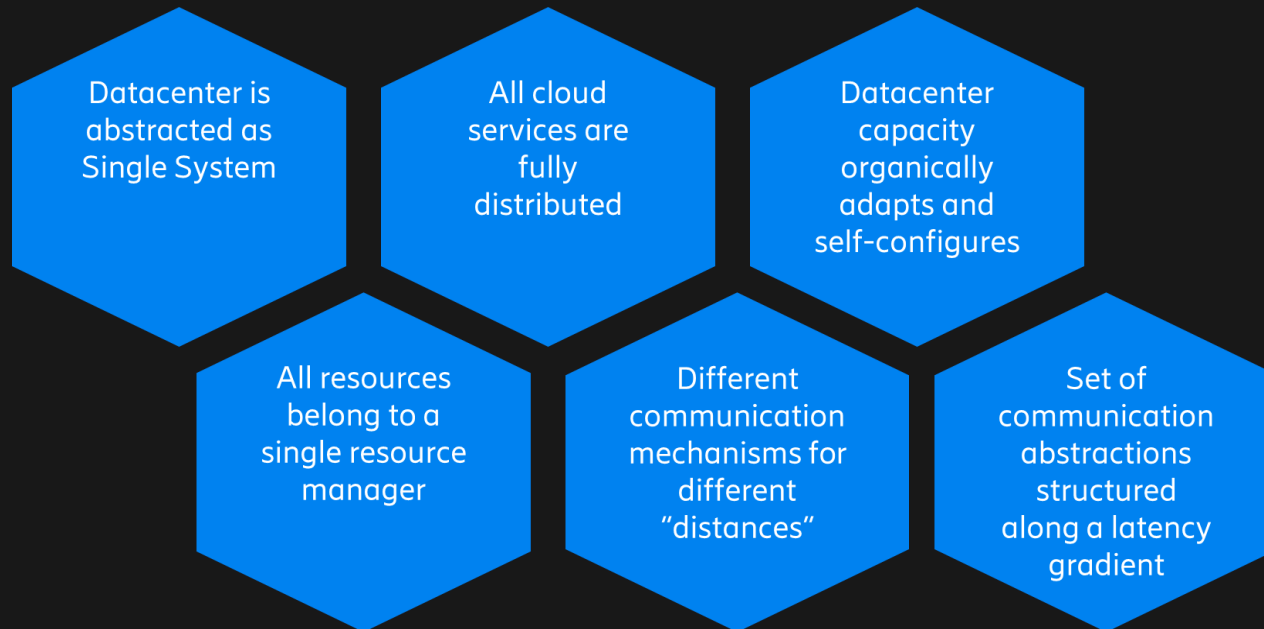 Datacenter is
abstracted as
Single System
All cloud
services are
fully
distributed
Datacenter
capacity
organically
adapts and
self-configures
All resources
belong to a
single resource
manager
Different
communication
mechanisms for
different
“distances”
Set of
communication
abstractions
structured
along a latency
gradient